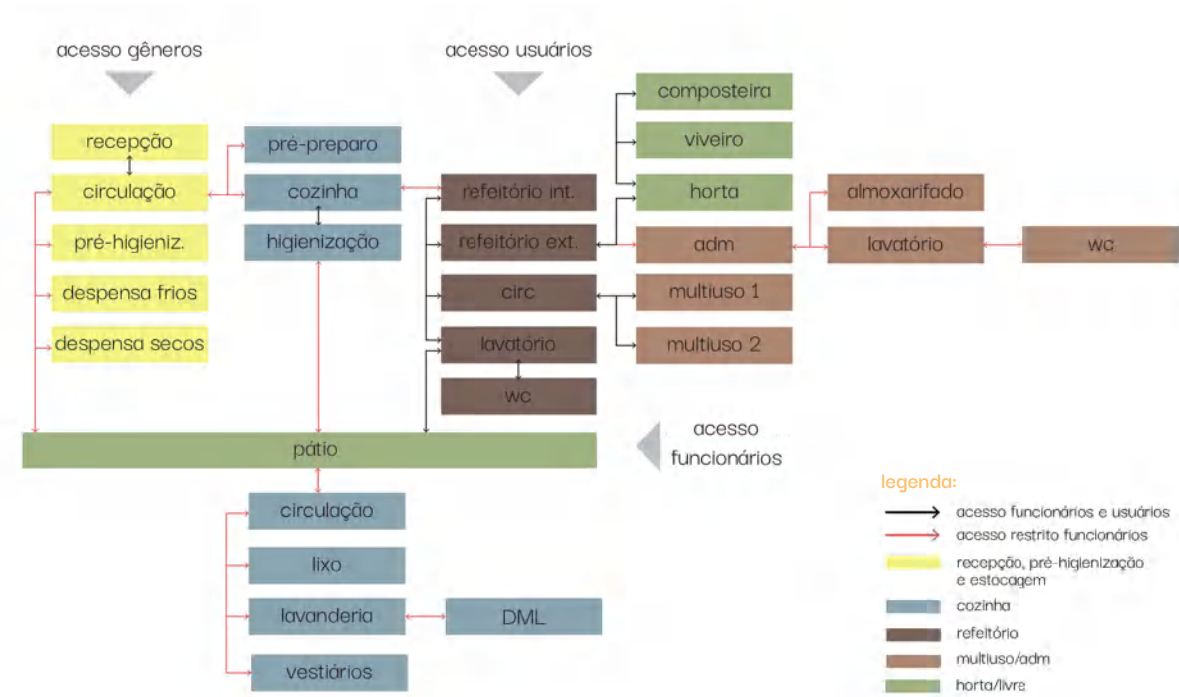 acesso gêneros
acesso usuários
composteira
recepção
pré-preparo
viveiro
circulação
cozinha
refeitório int.
horta
almoxarifado
pré-higieniz.
higienização
refeitório ext.
adm
lavatório
wc
despensa frios
circ
multiuso 1
despensa secos
lavatório
multiuso 2
wc
pátio
acesso
funcionários
circulação
lixo
lavanderia
DML
vestiários
legenda:
acesso funcionários e usuários
acesso restrito funcionários
recepção, pré-higienização
e estocagem
cozinha
refeitório
multiuso/adm
horta/livre